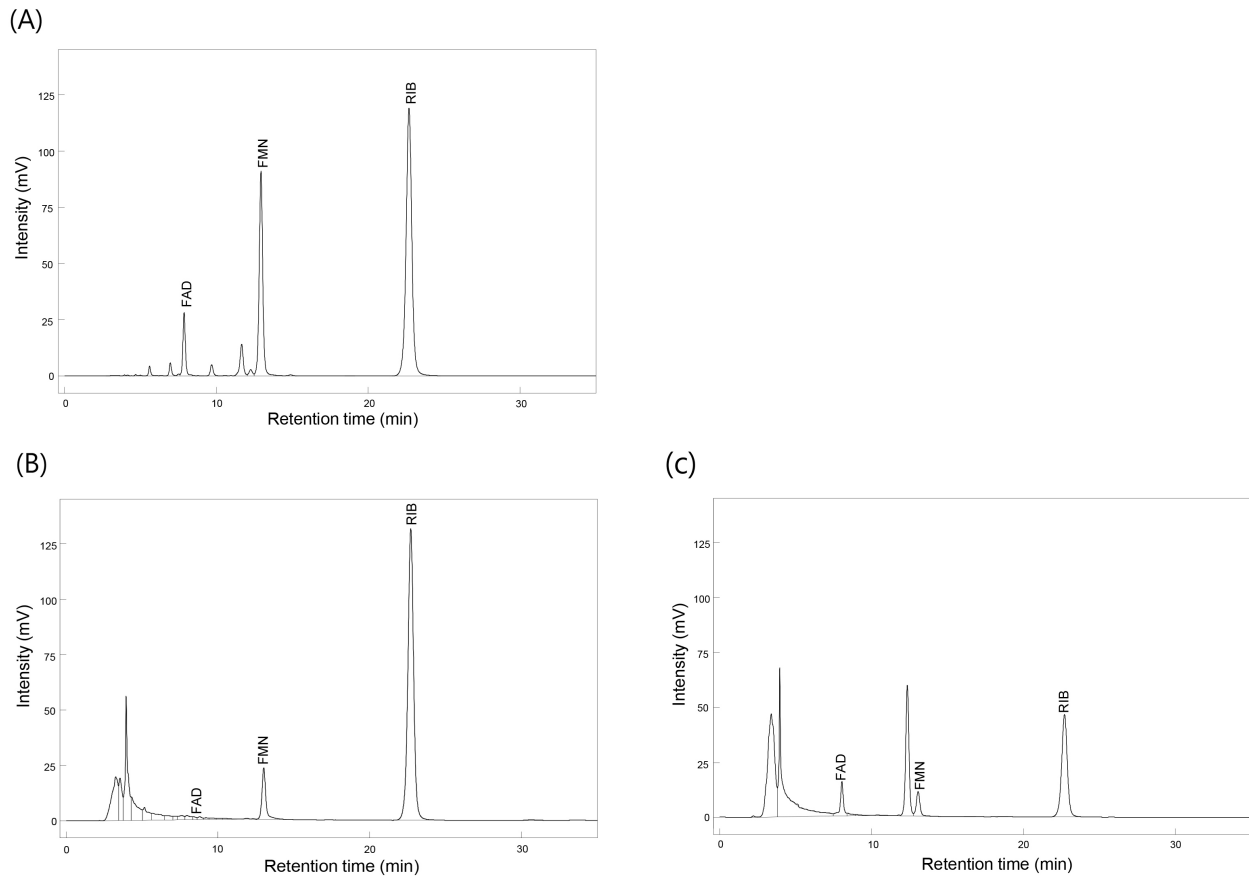 (A)
Intensity (mV)
125
100
75
50
25
0
FAD
FMN
RIB
0 10 20 30
Retention time (min)
(B)
Intensity (mV)
125
100
75
50
25
0
FAD
FMN
RIB
0 10 20 30
Retention time (min)
(c)
Intensity (mV)
125
100
75
50
25
0
FAD
FMN
RIB
0 10 20 30
Retention time (min)